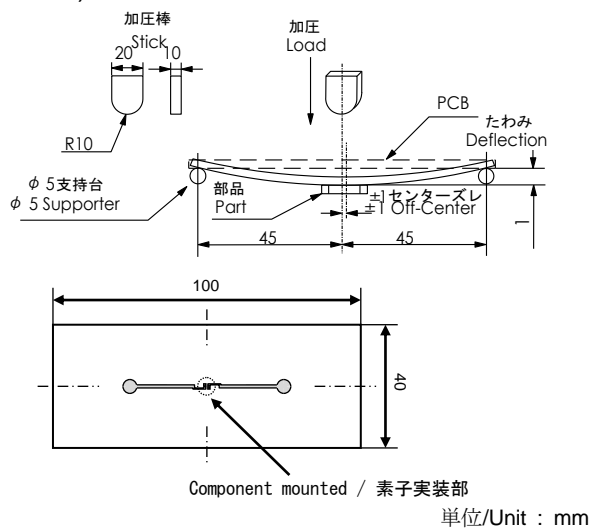 加圧棒
Stick
20
10
R10
加圧
Load
PCB
たわみ
Deflection
φ 5支持台
φ 5 Supporter
部品
Part
±1センターズレ
±1 Off-Center
1
45
45
100
40
Component mounted / 素子実装部
単位/Unit : mm